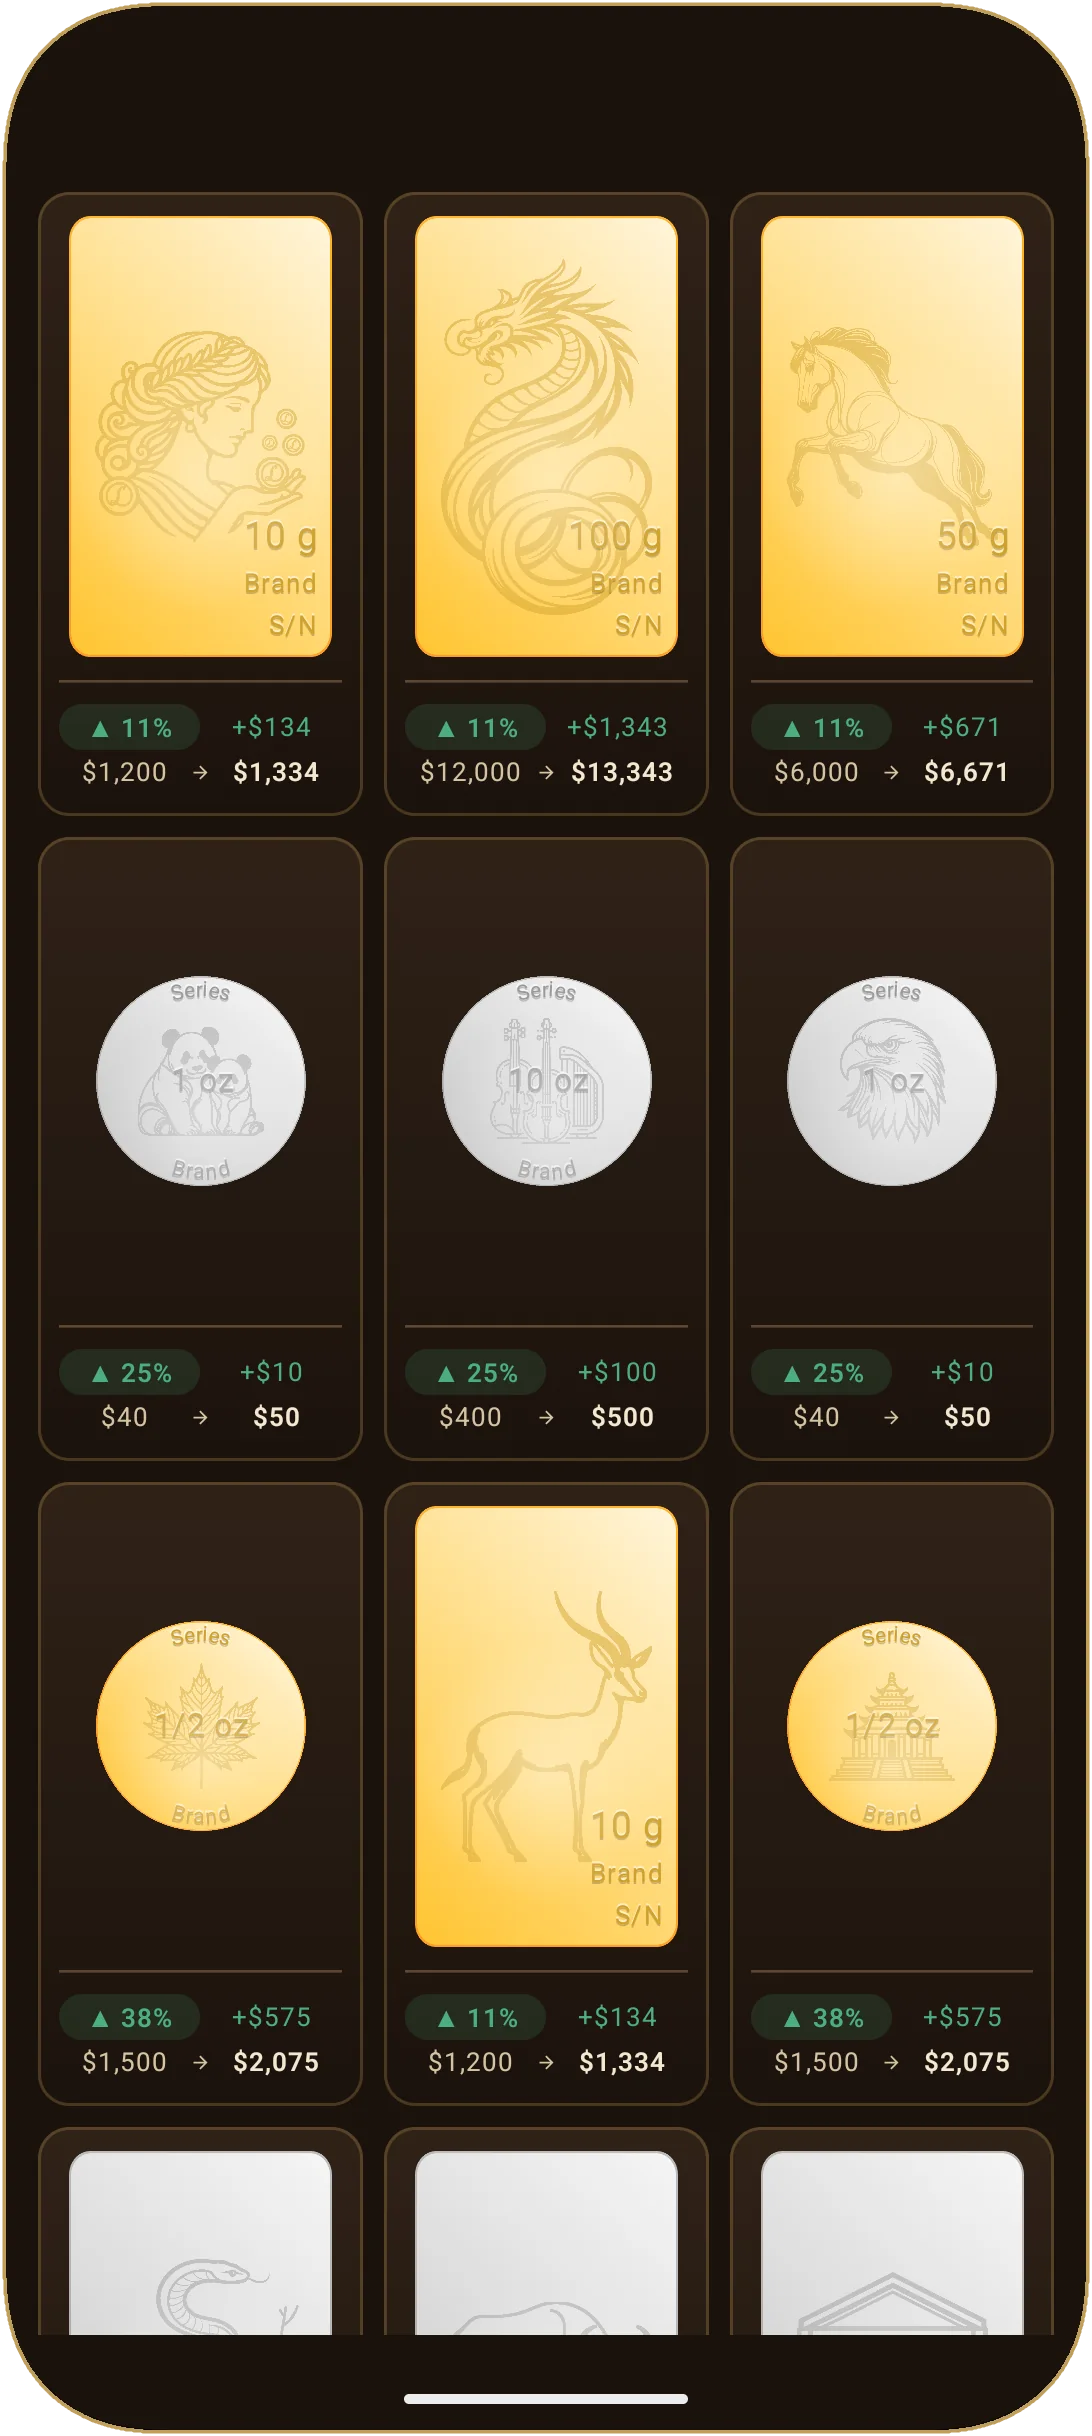 10 g
Brand
S/N
▲ 11% +$134
$1,200 → $1,334
100 g
Brand
S/N
▲ 11% +$1,343
$12,000 → $13,343
50 g
Brand
S/N
▲ 11% +$671
$6,000 → $6,671
Series
1 oz
Brand
▲ 25% +$10
$40 → $50
Series
10 oz
Brand
▲ 25% +$100
$400 → $500
Series
1 oz
▲ 25% +$10
$40 → $50
Series
1/2 oz
Brand
▲ 38% +$575
$1,500 → $2,075
10 g
Brand
S/N
▲ 11% +$134
$1,200 → $1,334
Series
1/2 oz
Brand
▲ 38% +$575
$1,500 → $2,075